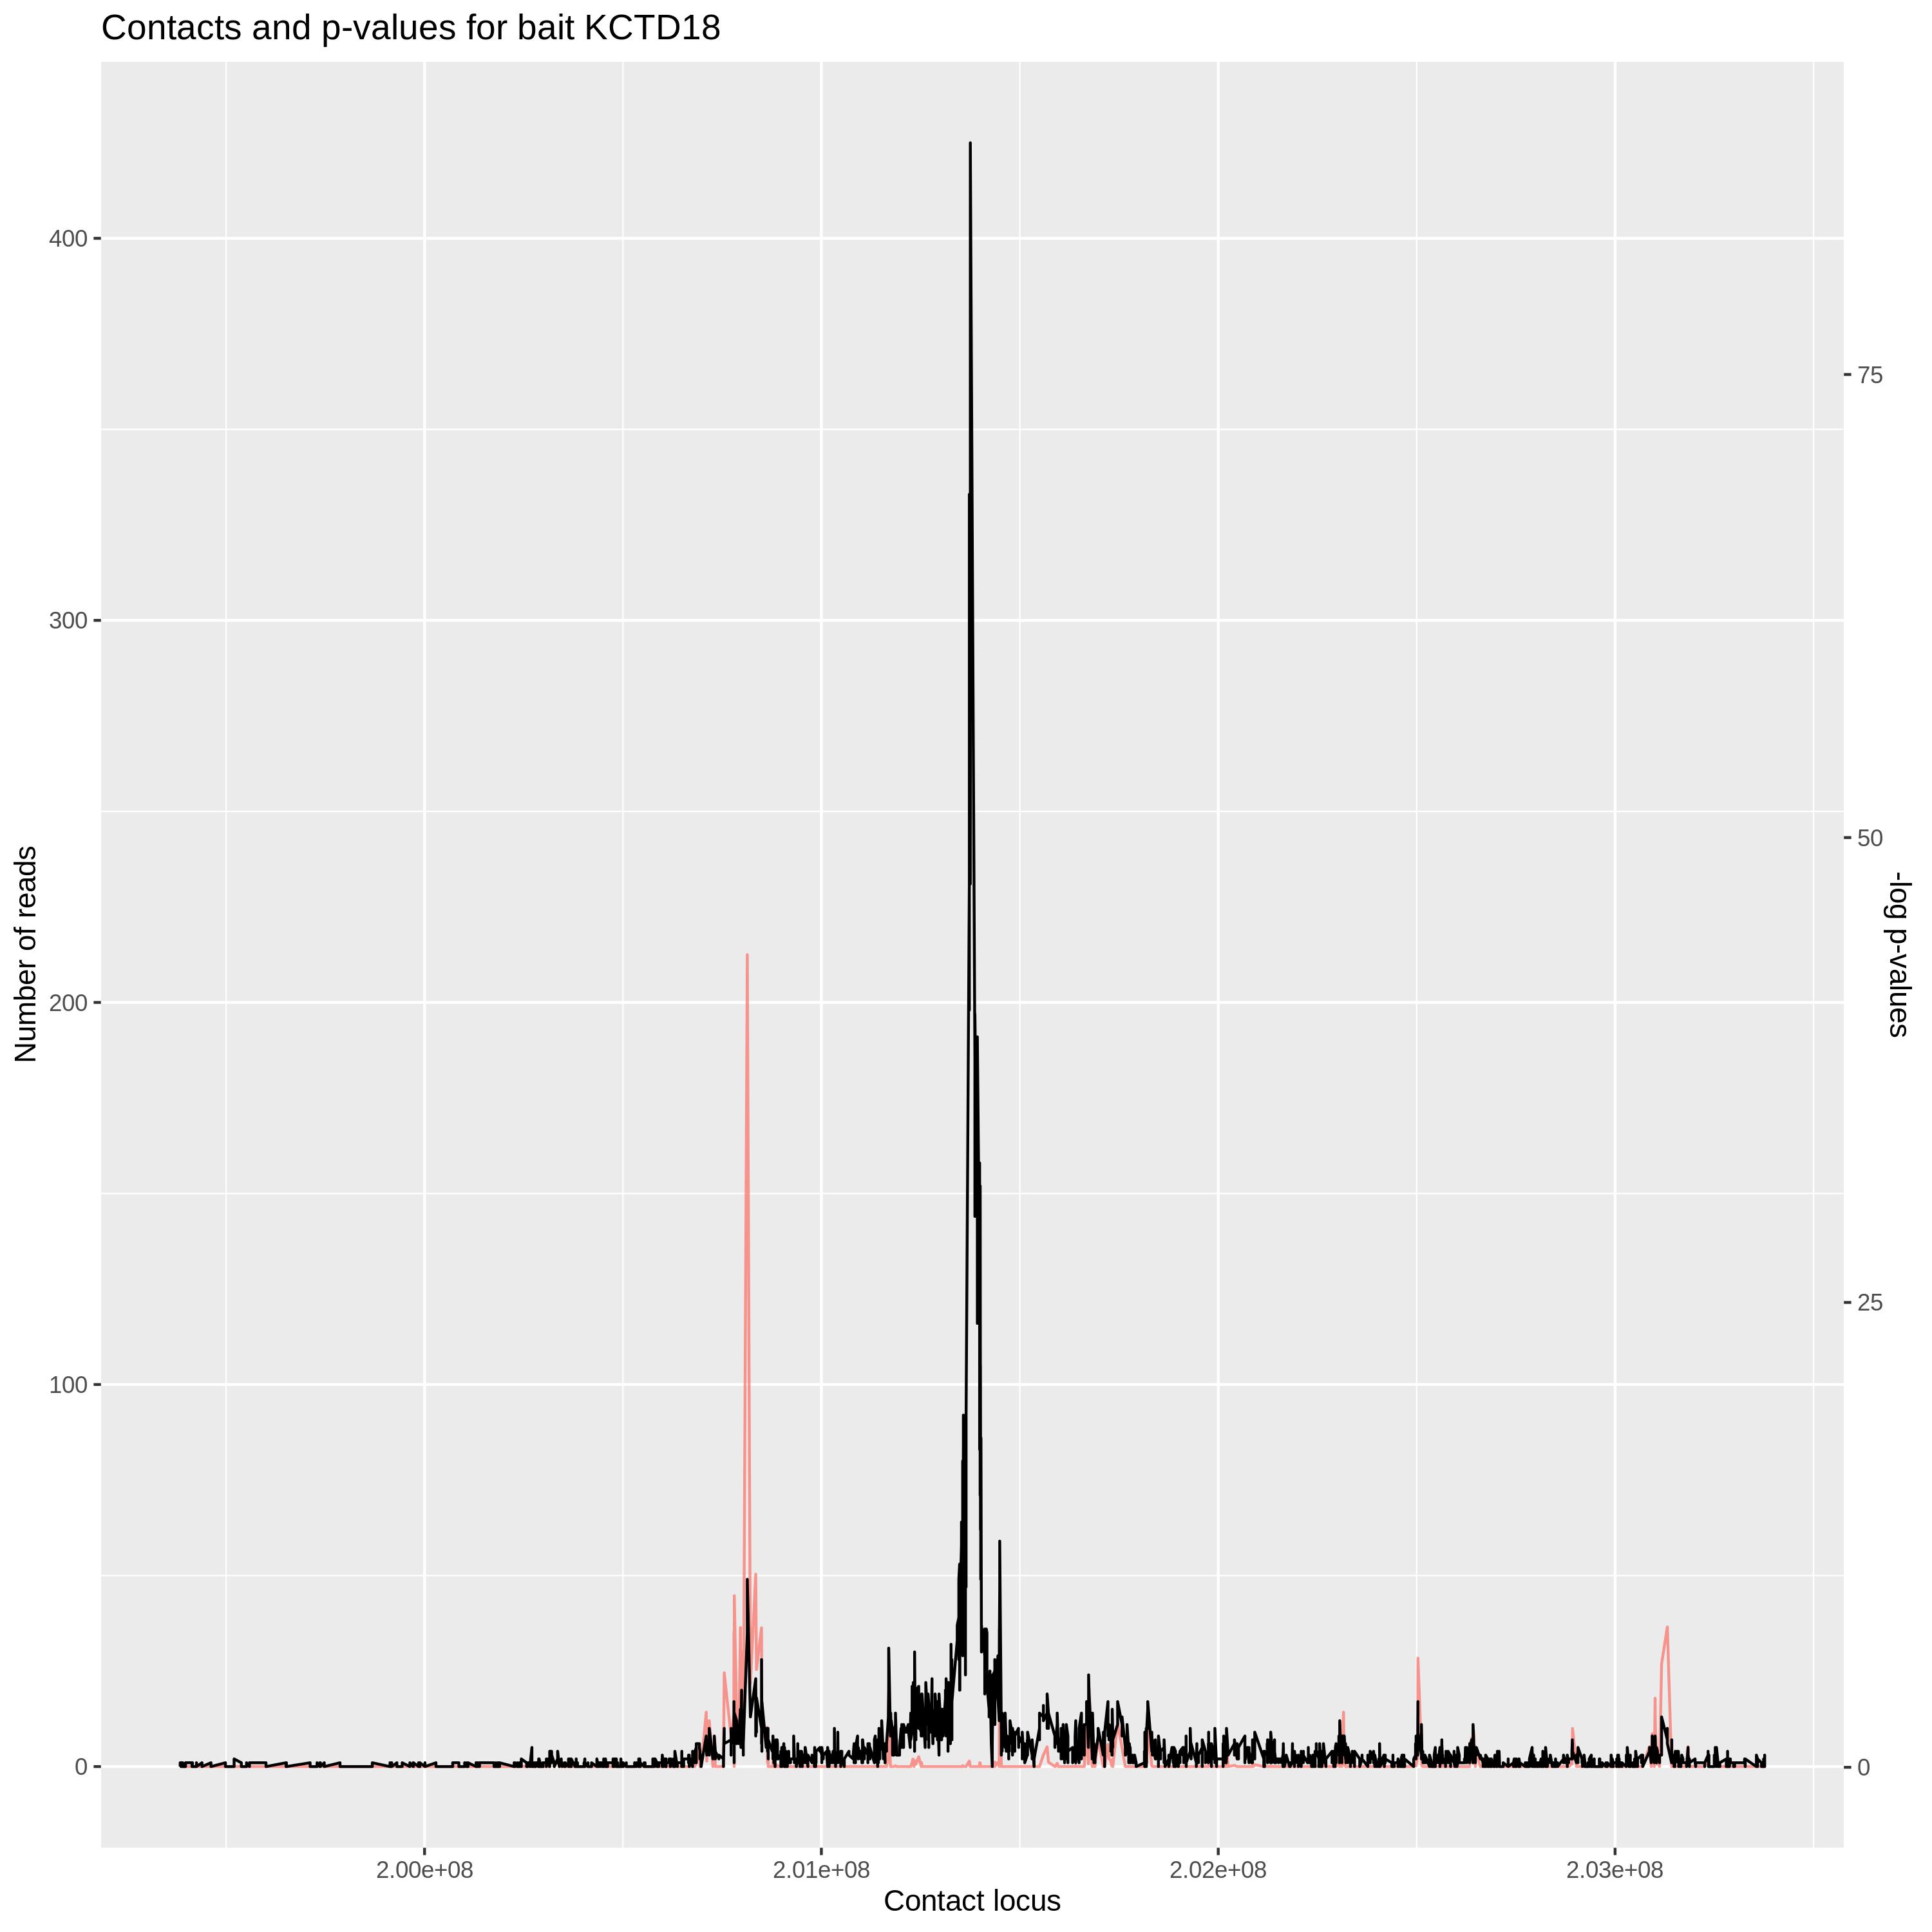 Contacts and p-values for bait KCTD18
400
300
200
100
0
Number of reads
75
50
25
0
-log p-values
2.00e+08
2.01e+08
2.02e+08
2.03e+08
Contact locus